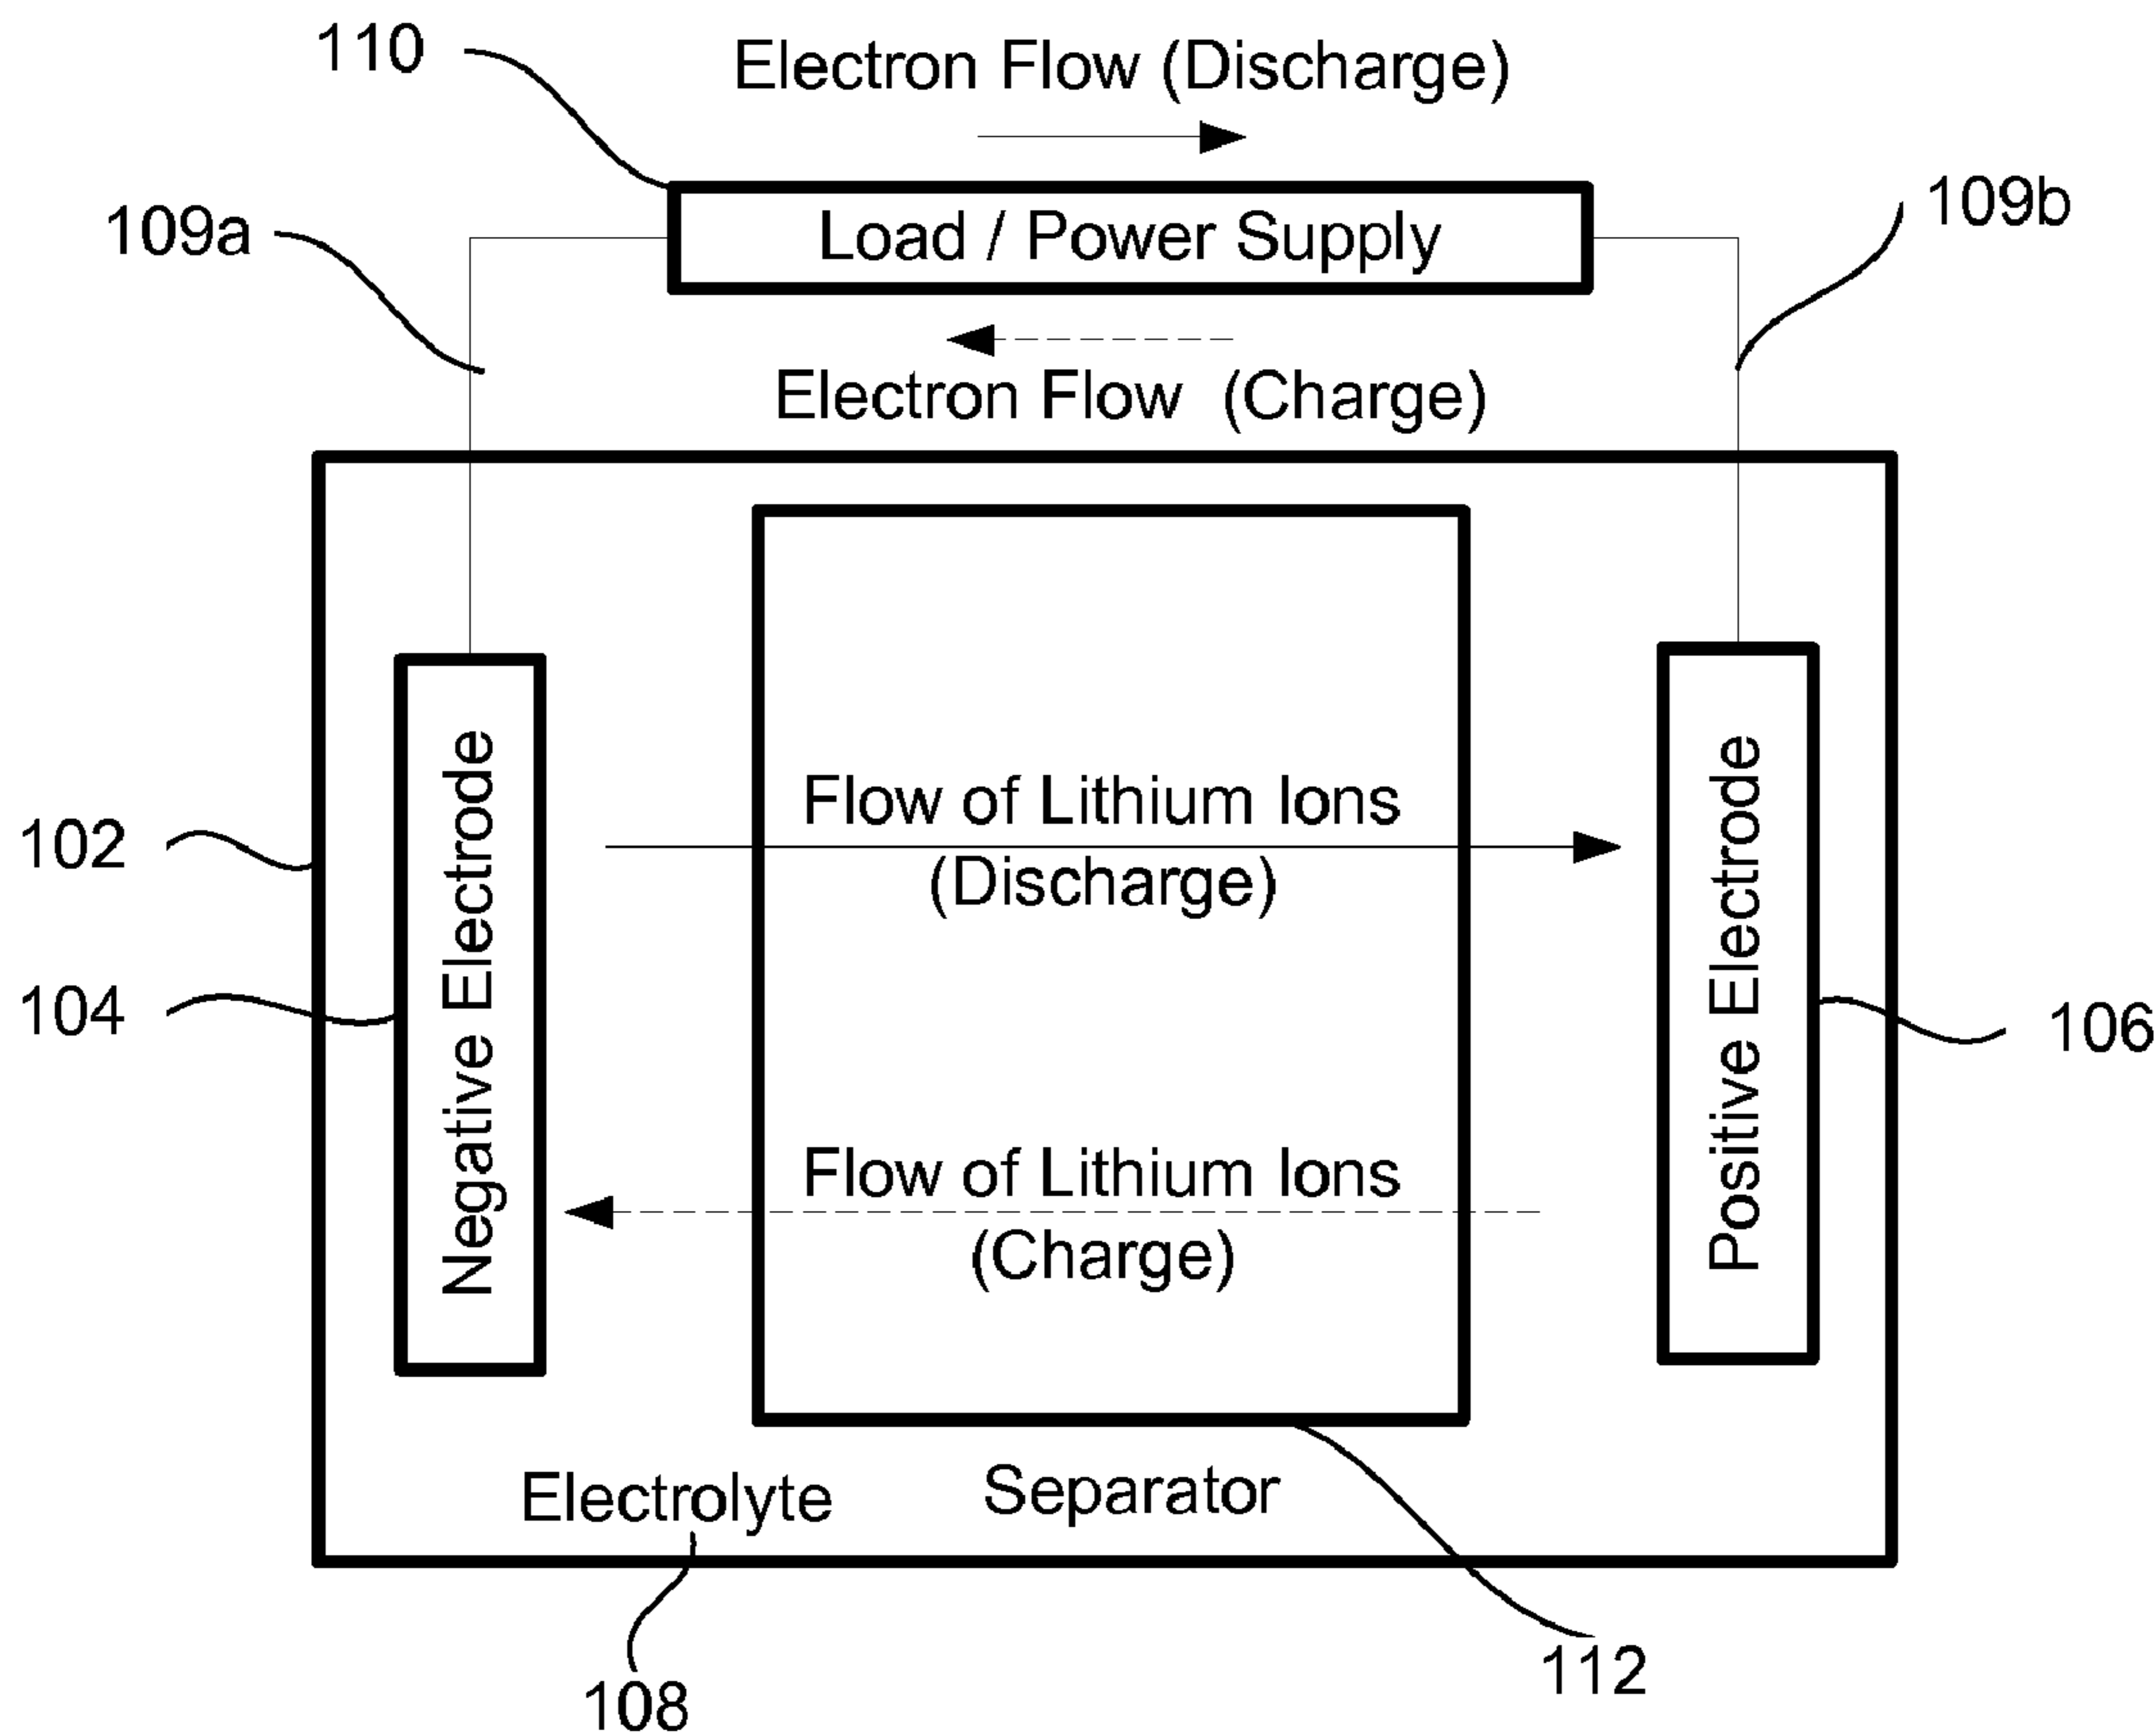 110
Electron Flow (Discharge)
109a
Load / Power Supply
109b
Electron Flow (Charge)
102
104
Negative Electrode
Flow of Lithium Ions
(Discharge)
Flow of Lithium Ions
(Charge)
Positive Electrode
106
Electrolyte
Separator
108
112